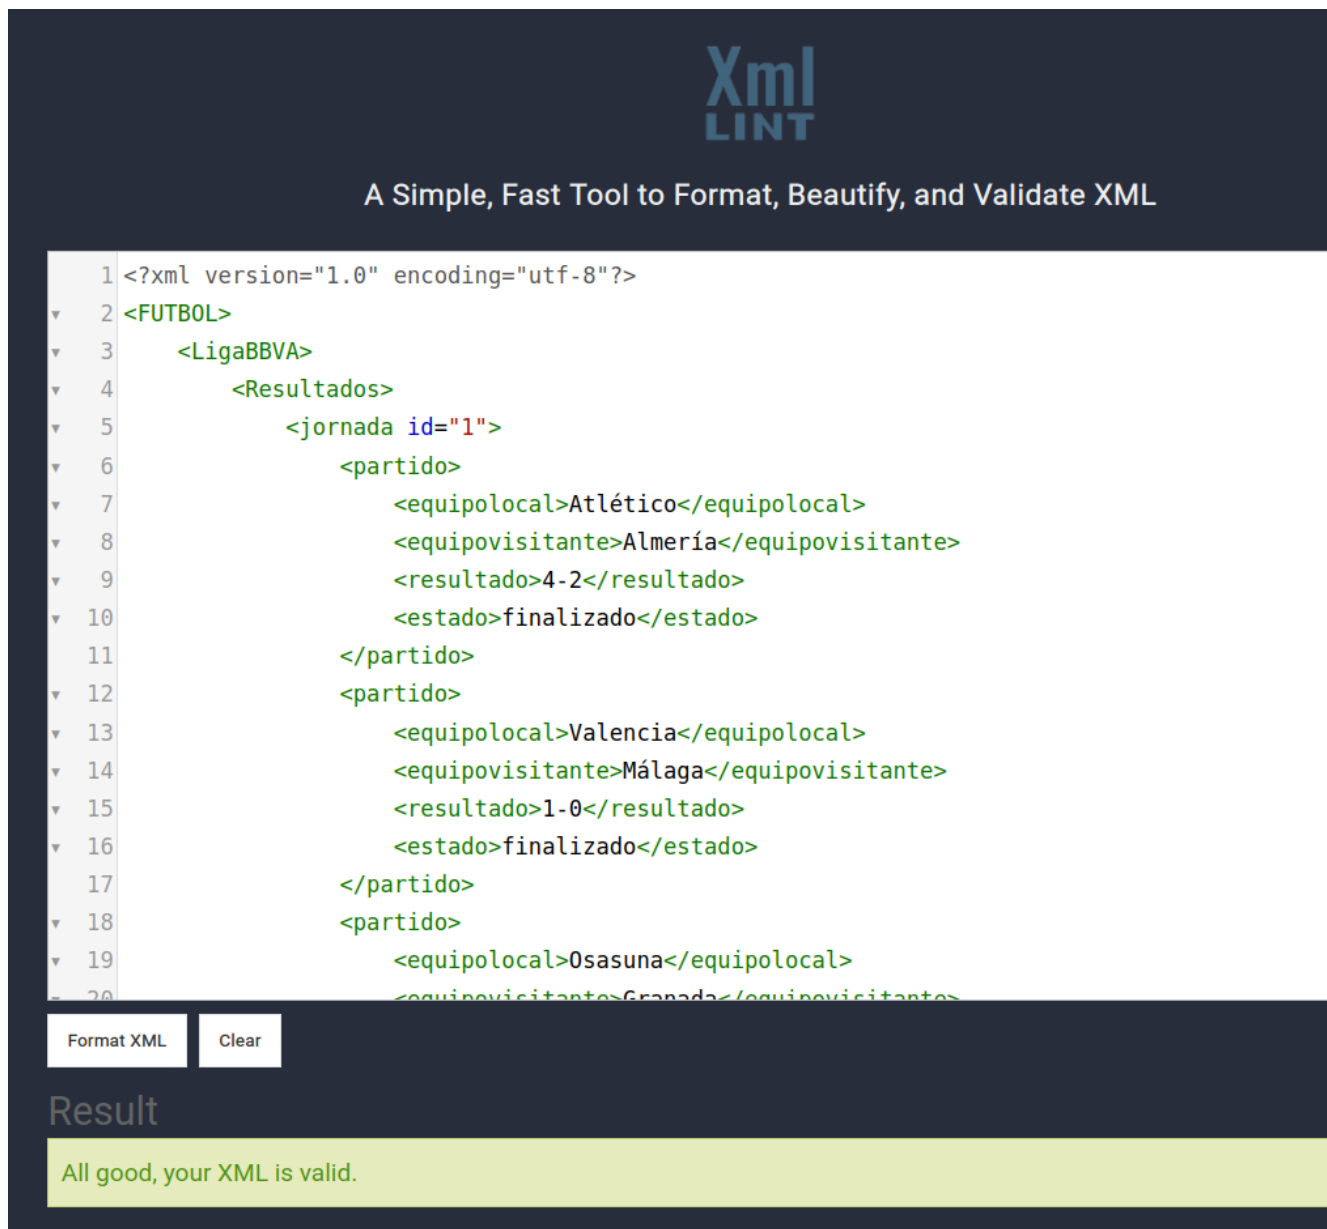 Xml
LINT
A Simple, Fast Tool to Format, Beautify, and Validate XML
1 <?xml version="1.0" encoding="utf-8"?>
2 <FUTBOL>
3 <LigaBBVA>
4 <Resultados>
5 <jornada id="1">
6 <partido>
7 <equipolocal>Atlético</equipolocal>
8 <equipovisitante>Almería</equipovisitante>
9 <resultado>4-2</resultado>
10 <estado>finalizado</estado>
11 </partido>
12 <partido>
13 <equipolocal>Valencia</equipolocal>
14 <equipovisitante>Málaga</equipovisitante>
15 <resultado>1-0</resultado>
16 <estado>finalizado</estado>
17 </partido>
18 <partido>
19 <equipolocal>Osasuna</equipolocal>
20 <equipovisitante>Granada</equipovisitante>
Format XML Clear
Result
All good, your XML is valid.